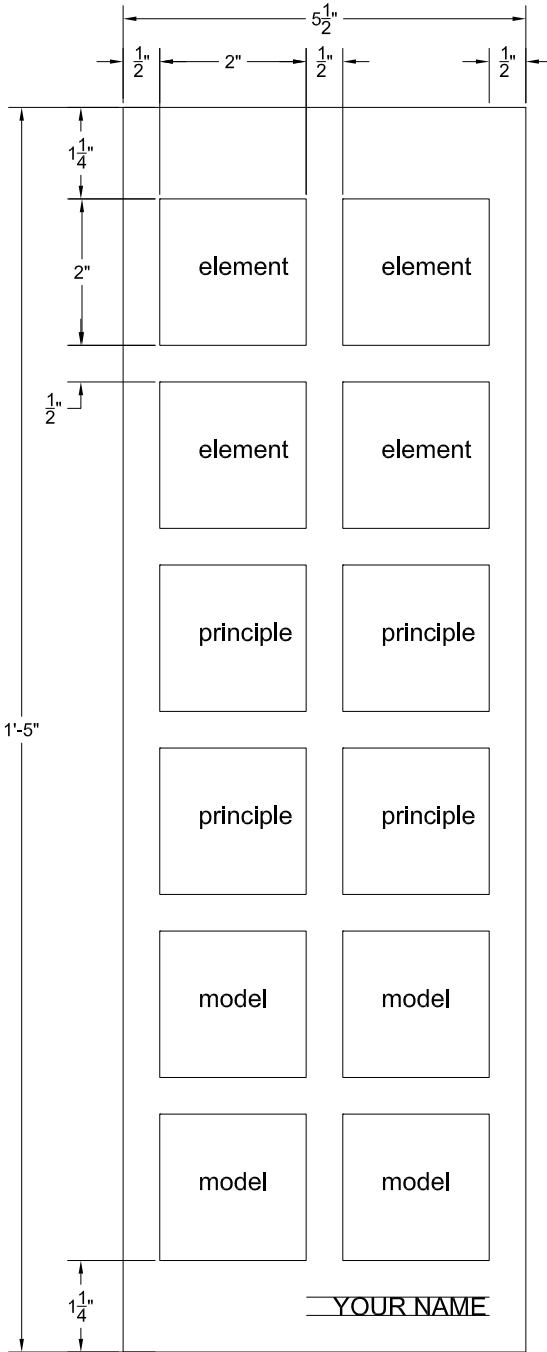 5 1/2"
1/2" 2" 1/2" 1/2"
1 1/4"
2"
element element
1/2"
element element
principle principle
1'-5"
principle principle
model model
model model
1 1/4"
YOUR NAME